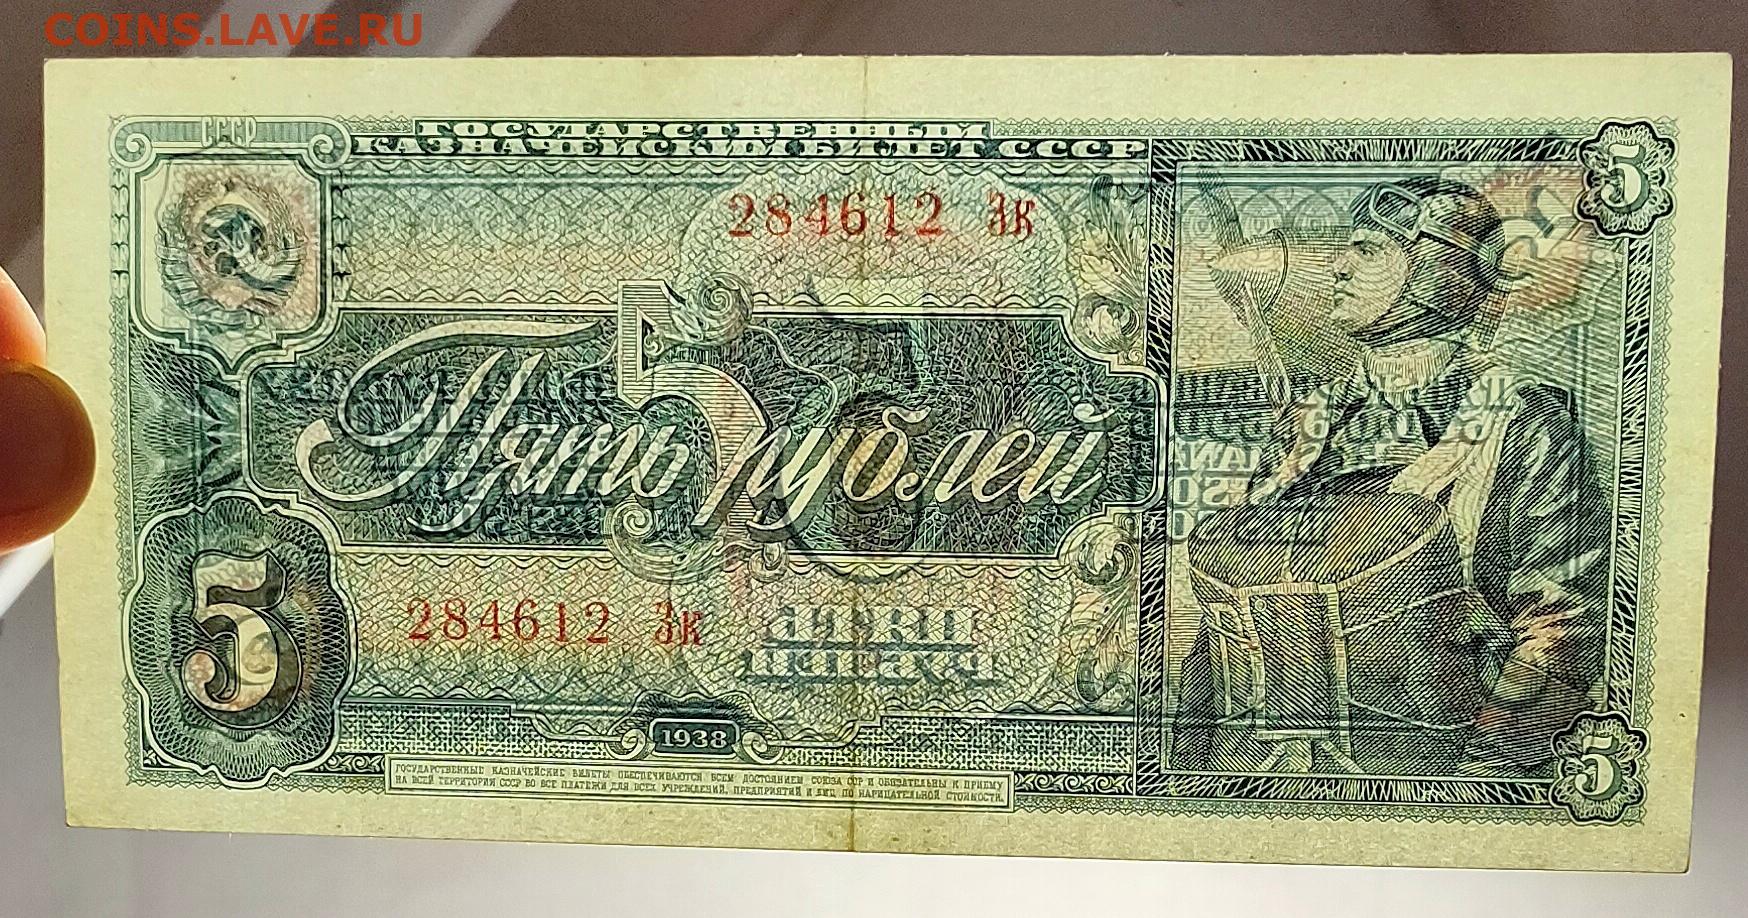 COINS.LAVE.RU
СССР
ГОСУДАРСТВЕННЫЙ
КАЗНАЧЕЙСКИЙ БИЛЕТ СССР
5
284612 Зк
5
Пять рублей
284612 Зк
5
1938
5
ГОСУДАРСТВЕННЫЕ КАЗНАЧЕЙСКИЕ БИЛЕТЫ ОБЕСПЕЧИВАЮТСЯ ВСЕМ ДОСТОЯНИЕМ СОЮЗА ССР И ОБЯЗАТЕЛЬНЫ К ПРИЕМУ
НА ВСЕЙ ТЕРРИТОРИИ СССР ВО ВСЕ ПЛАТЕЖИ ДЛЯ ВСЕХ УЧРЕЖДЕНИЙ, ПРЕДПРИЯТИЙ И ЛИЦ ПО НАРИЦАТЕЛЬНОЙ СТОИМОСТИ.